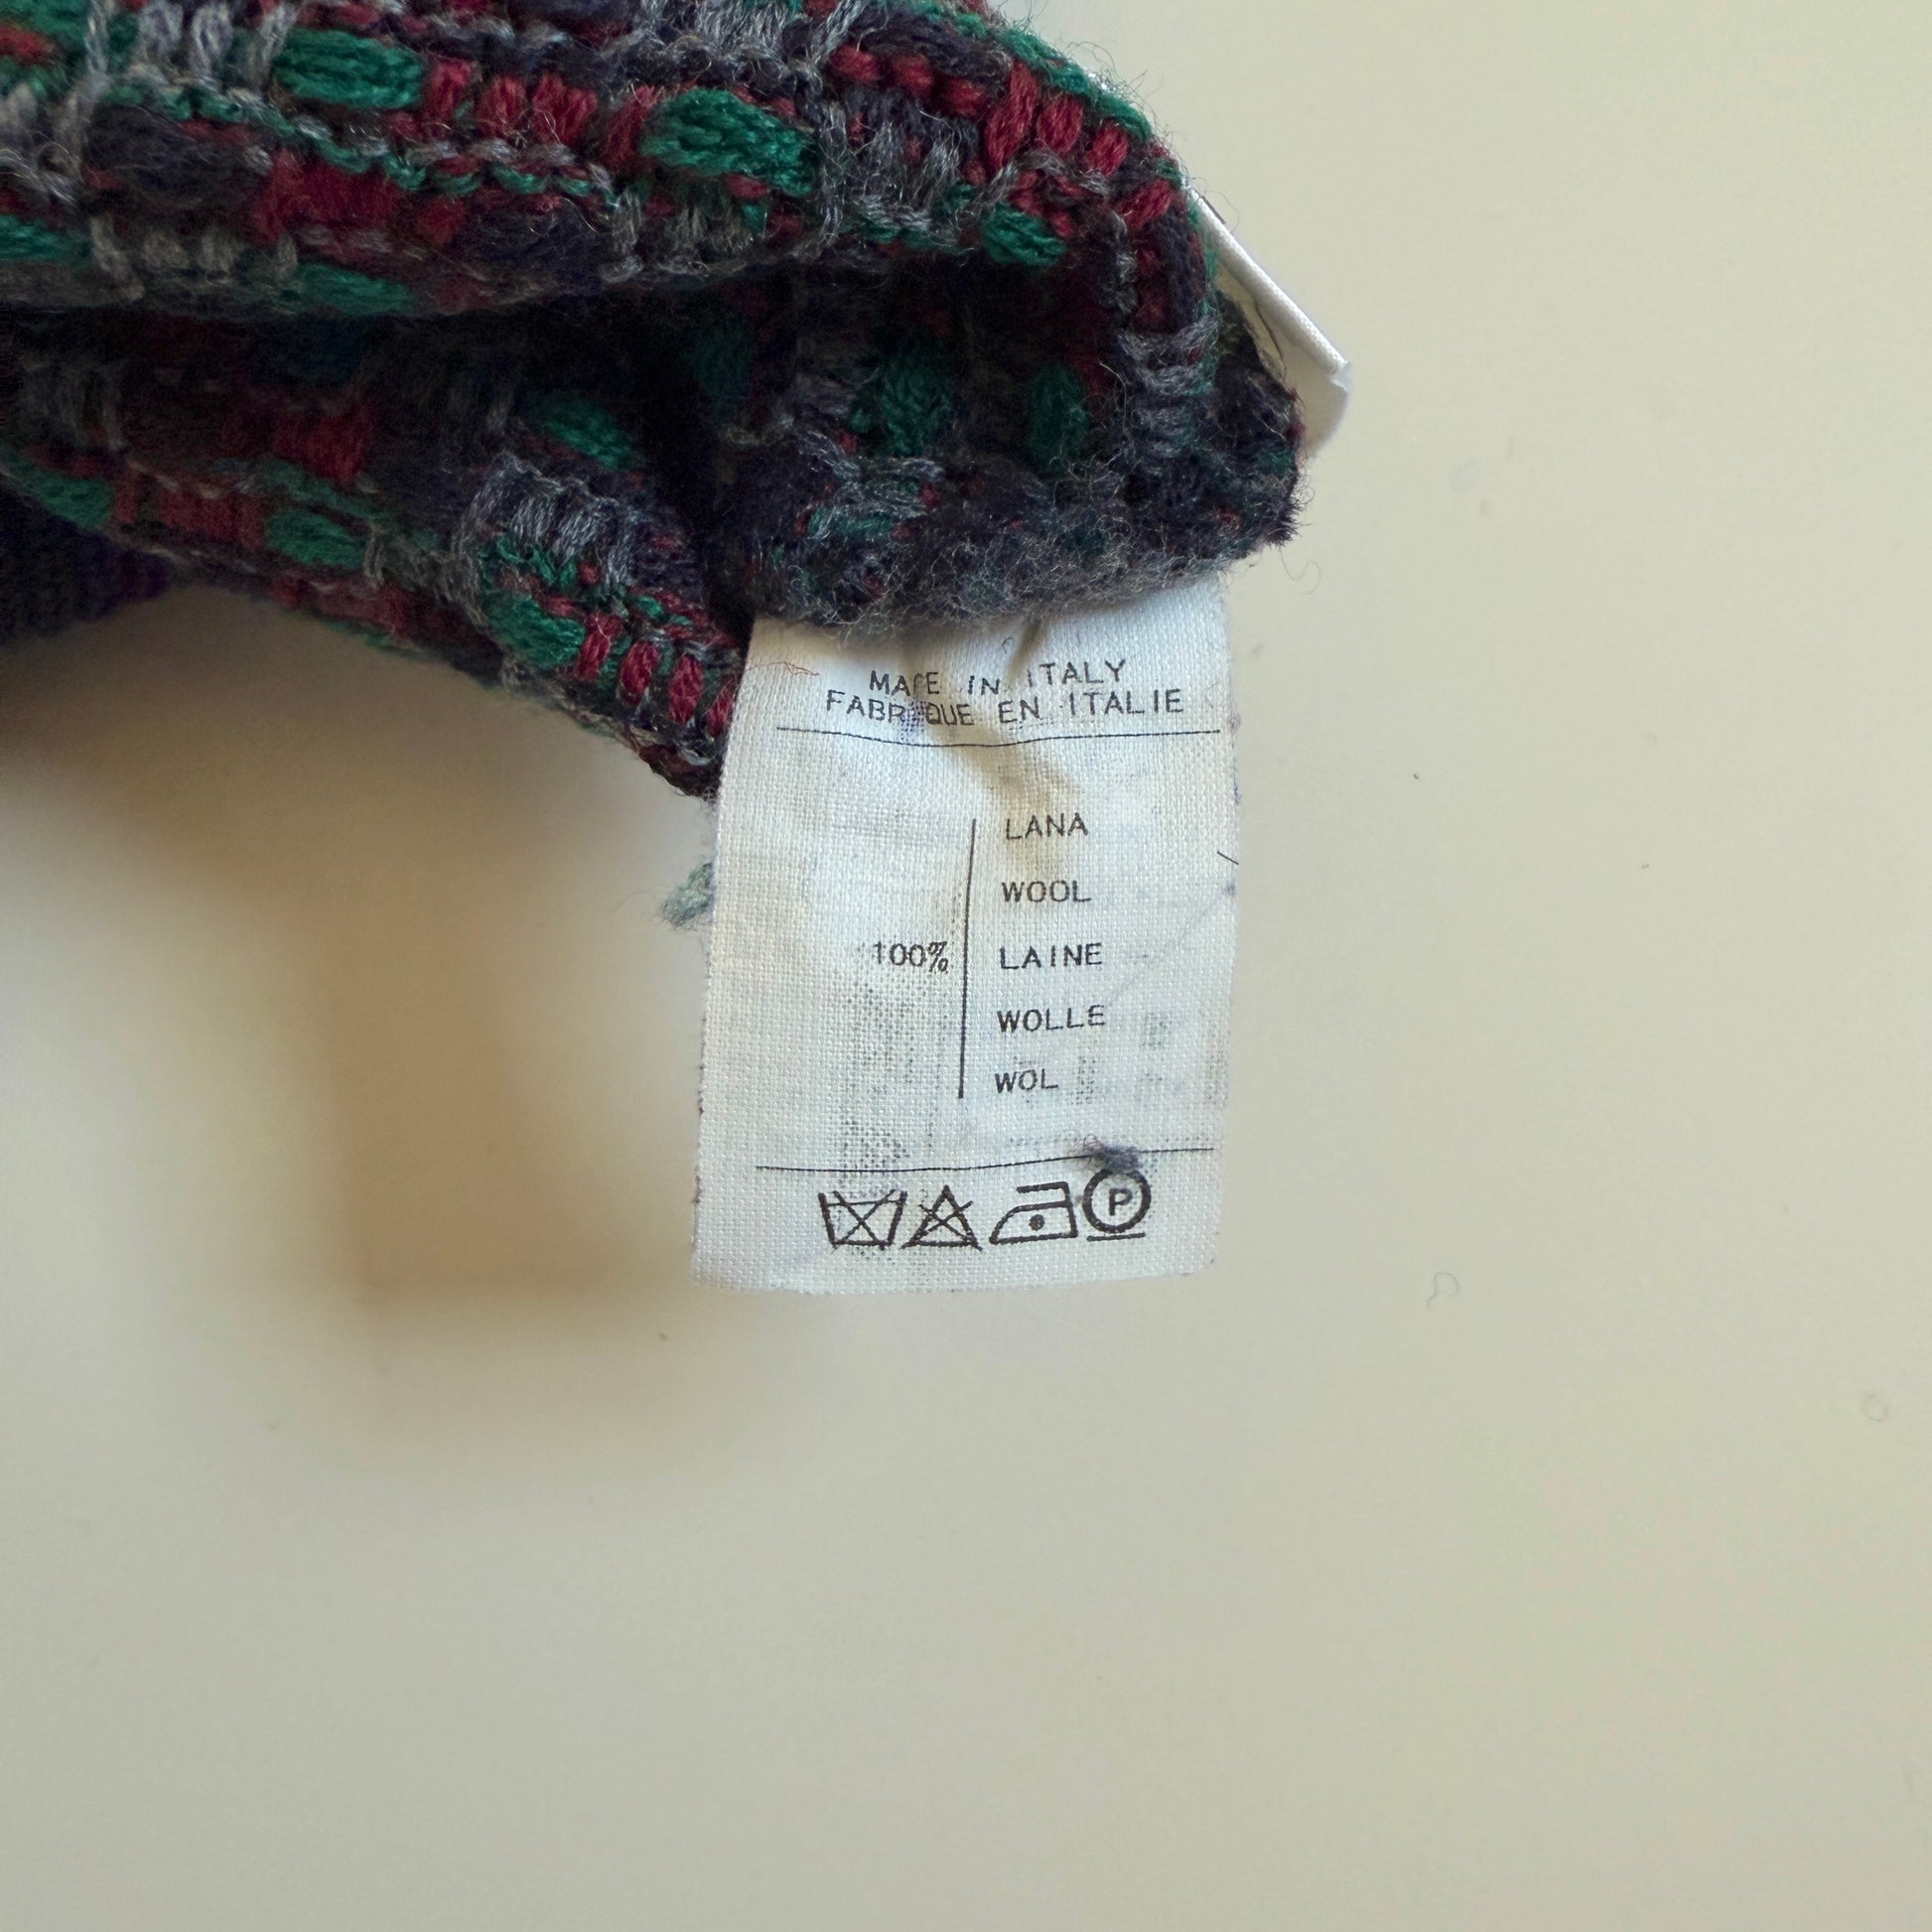 MADE IN ITALY
FABRIQUE EN ITALIE
LANA
WOOL
100% LAINE
WOLLE
WOL
P